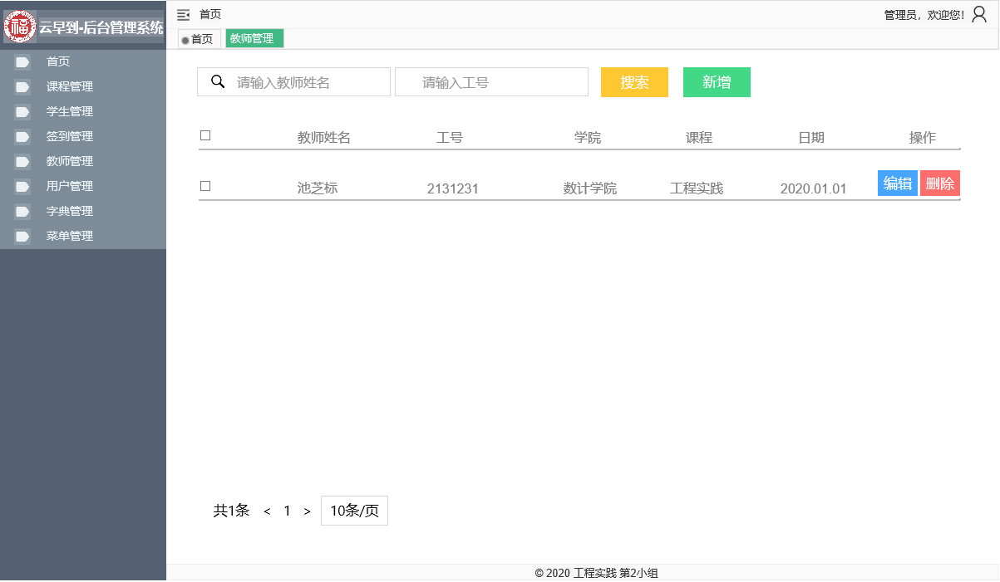 福 云早到-后台管理系统
首页
课程管理
学生管理
签到管理
教师管理
用户管理
字典管理
菜单管理
首页 管理员，欢迎您!
首页 教师管理
请输入教师姓名 请输入工号 搜索 新增
教师姓名 工号 学院 课程 日期 操作
池芝标 2131231 数计学院 工程实践 2020.01.01 编辑 删除
共1条 < 1 > 10条/页
© 2020 工程实践 第2小组